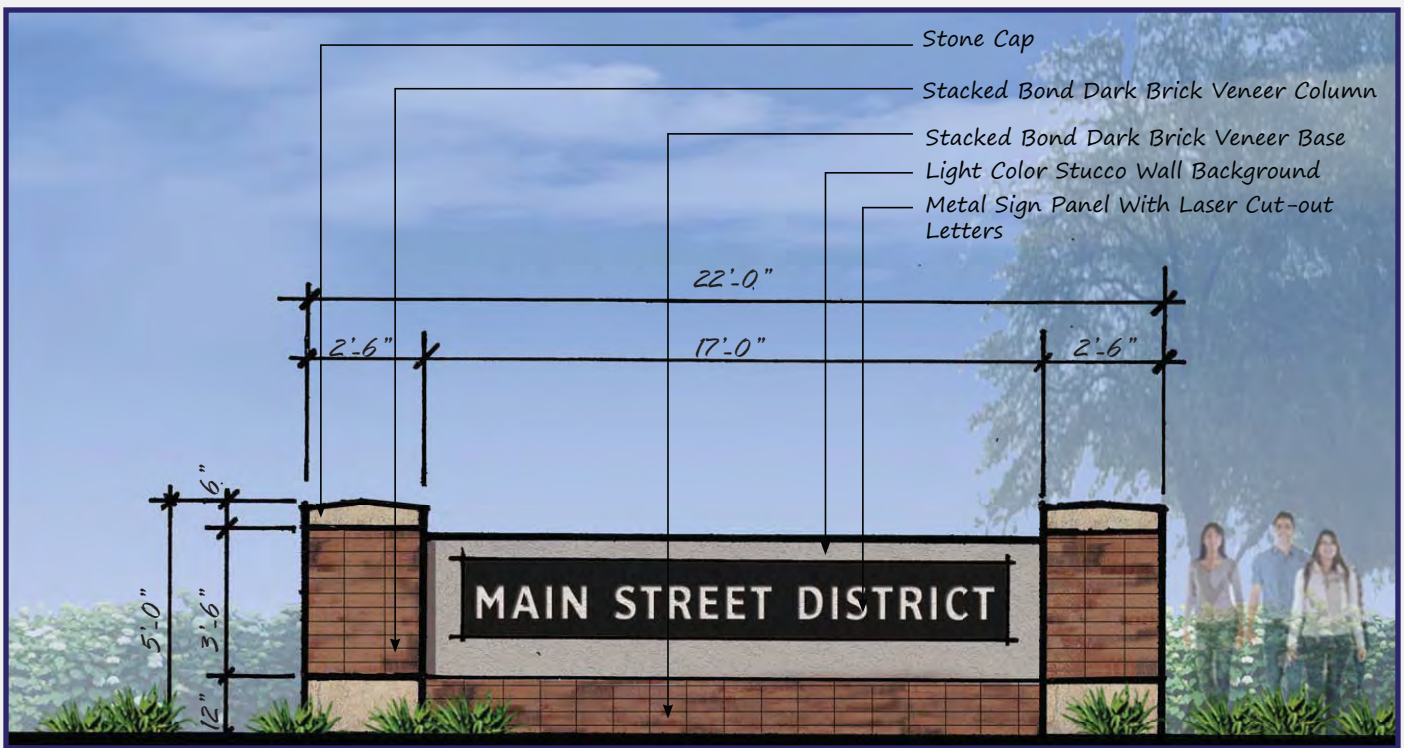 Stone Cap
Stacked Bond Dark Brick Veneer Column
Stacked Bond Dark Brick Veneer Base
Light Color Stucco Wall Background
Metal Sign Panel With Laser Cut-out
Letters
22'-0"
2'-6"
17'-0"
2'-6"
6"
5'-0"
3'-6"
12"
MAIN STREET DISTRICT